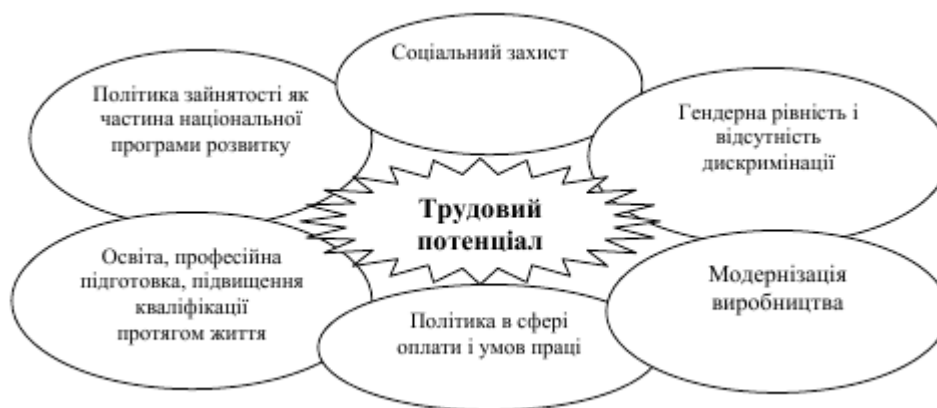 Соціальний захист
Політика зайнятості як
частина національної
програми розвитку
Гендерна рівність і
відсутність
дискримінації
Трудовий
потенціал
Освіта, професійна
підготовка, підвищення
кваліфікації
протягом життя
Політика в сфері
оплати і умов праці
Модернізація
виробництва